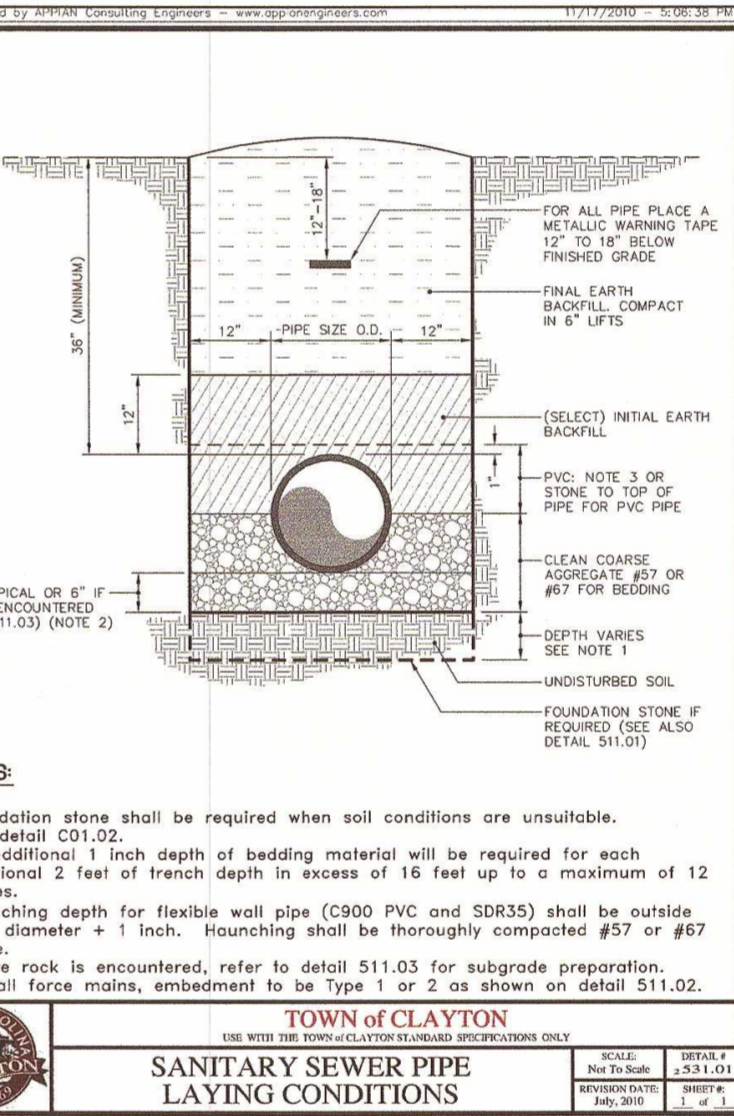 d by APPIAN Consulting Engineers – www.appianengineers.com
11/17/2010 – 5:06:38 PM
12"–18"
FOR ALL PIPE PLACE A
METALLIC WARNING TAPE
12" TO 18" BELOW
FINISHED GRADE
36" (MINIMUM)
FINAL EARTH
BACKFILL. COMPACT
IN 6" LIFTS
12"
PIPE SIZE O.D.
12"
12"
(SELECT) INITIAL EARTH
BACKFILL
1"
PVC: NOTE 3 OR
STONE TO TOP OF
PIPE FOR PVC PIPE
CLEAN COARSE
AGGREGATE #57 OR
#67 FOR BEDDING
PICAL OR 6" IF
ENCOUNTERED
11.03) (NOTE 2)
DEPTH VARIES
SEE NOTE 1
UNDISTURBED SOIL
FOUNDATION STONE IF
REQUIRED (SEE ALSO
DETAIL 511.01)
S:
dation stone shall be required when soil conditions are unsuitable.
detail C01.02.
dditional 1 inch depth of bedding material will be required for each
ional 2 feet of trench depth in excess of 16 feet up to a maximum of 12
es.
ching depth for flexible wall pipe (C900 PVC and SDR35) shall be outside
diameter + 1 inch. Haunching shall be thoroughly compacted #57 or #67
e.
re rock is encountered, refer to detail 511.03 for subgrade preparation.
all force mains, embedment to be Type 1 or 2 as shown on detail 511.02.
TOWN of CLAYTON
USE WITH THE TOWN of CLAYTON STANDARD SPECIFICATIONS ONLY
SANITARY SEWER PIPE
LAYING CONDITIONS
SCALE:
Not To Scale
DETAIL #
2531.01
REVISION DATE:
July, 2010
SHEET #:
1 of 1